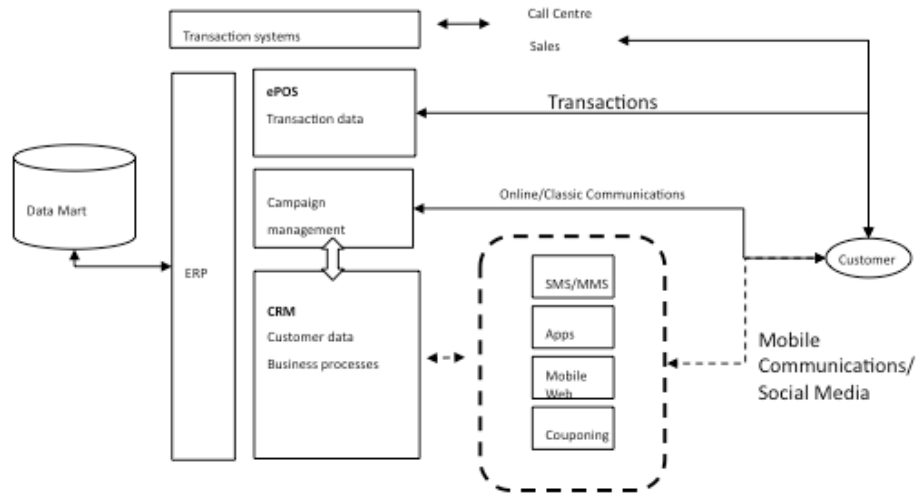 Transaction systems
Call Centre
Sales
ePOS
Transaction data
Transactions
Data Mart
Campaign
management
Online/Classic Communications
ERP
Customer
CRM
Customer data
Business processes
SMS/MMS
Apps
Mobile
Web
Couponing
Mobile
Communications/
Social Media